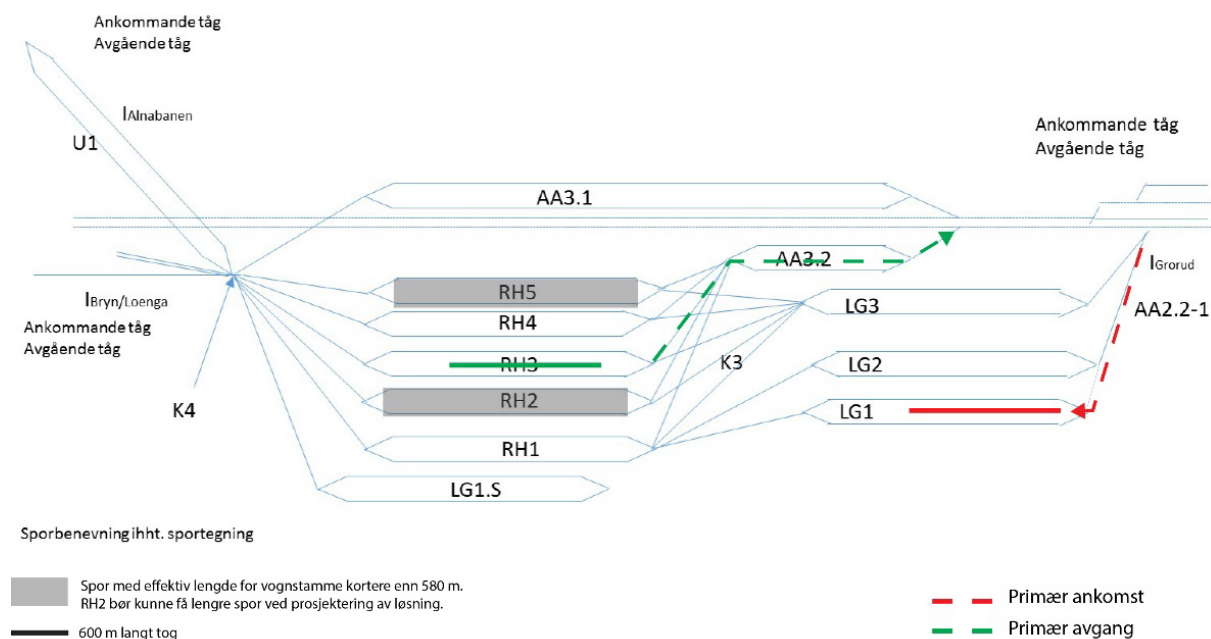 Ankommande tåg
Avgående tåg
IAlnabanen
U1
Ankommande tåg
Avgående tåg
AA3.1
AA3.2
IGrorud
RH5
IBryn/Loenga
LG3
AA2.2-1
RH4
Ankommande tåg
Avgående tåg
RH3
K3
LG2
K4
RH2
LG1
RH1
LG1.S
Sporbenevning ihht. sportegning
Spor med effektiv lengde for vognstamme kortere enn 580 m.
RH2 bør kunne få lengre spor ved prosjektering av løsning.
Primær ankomst
600 m langt tog
Primær avgang